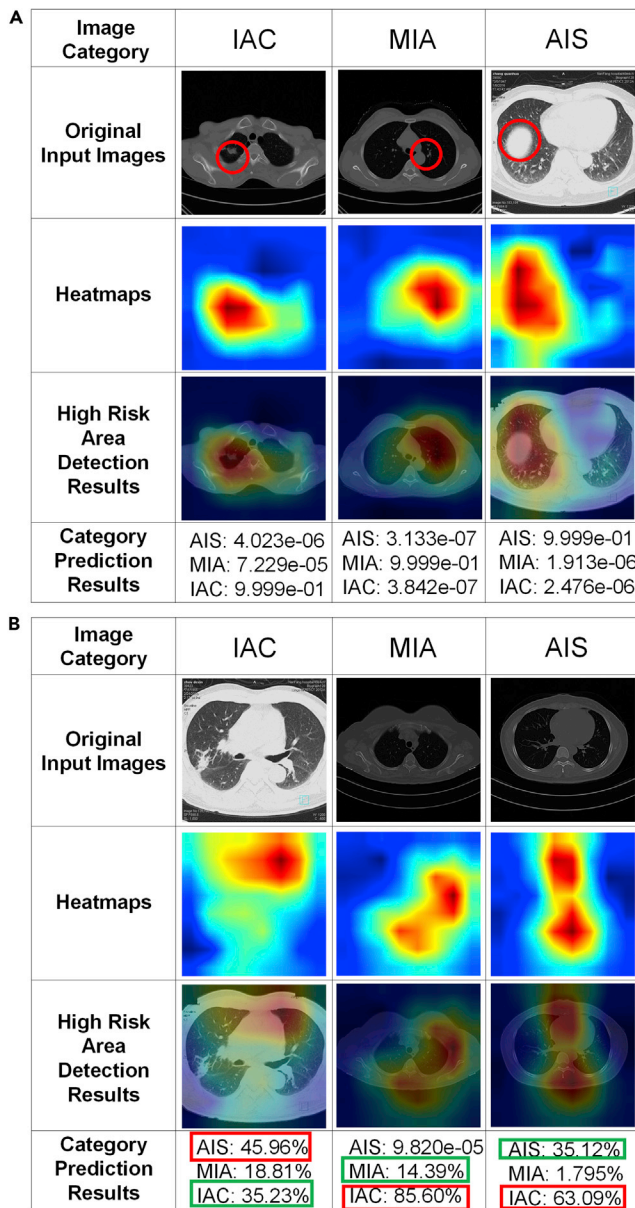 A
Image Category
IAC
MIA
AIS
Original Input Images
Heatmaps
High Risk Area Detection Results
Category Prediction Results
AIS: 4.023e-06
MIA: 7.229e-05
IAC: 9.999e-01
AIS: 3.133e-07
MIA: 9.999e-01
IAC: 3.842e-07
AIS: 9.999e-01
MIA: 1.913e-06
IAC: 2.476e-06
B
Image Category
IAC
MIA
AIS
Original Input Images
Heatmaps
High Risk Area Detection Results
Category Prediction Results
AIS: 45.96%
MIA: 18.81%
IAC: 35.23%
AIS: 9.820e-05
MIA: 14.39%
IAC: 85.60%
AIS: 35.12%
MIA: 1.795%
IAC: 63.09%